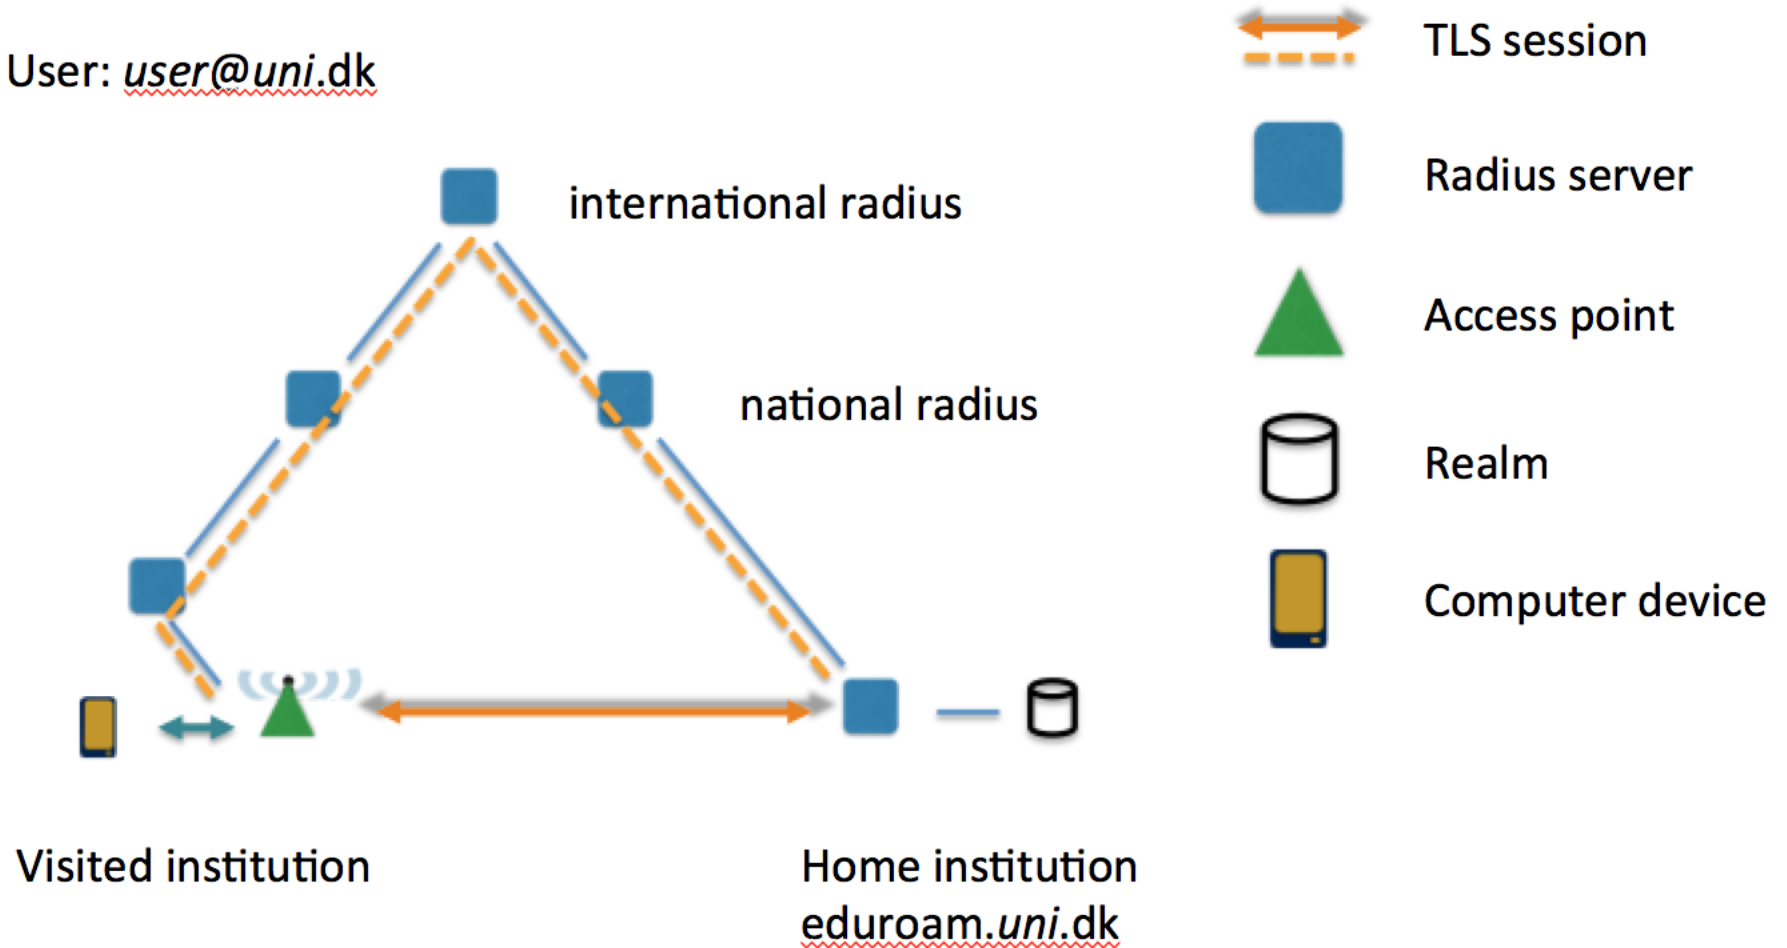 User: user@uni.dk
TLS session
Radius server
international radius
Access point
national radius
Realm
Computer device
Visited institution
Home institution
eduroam.uni.dk